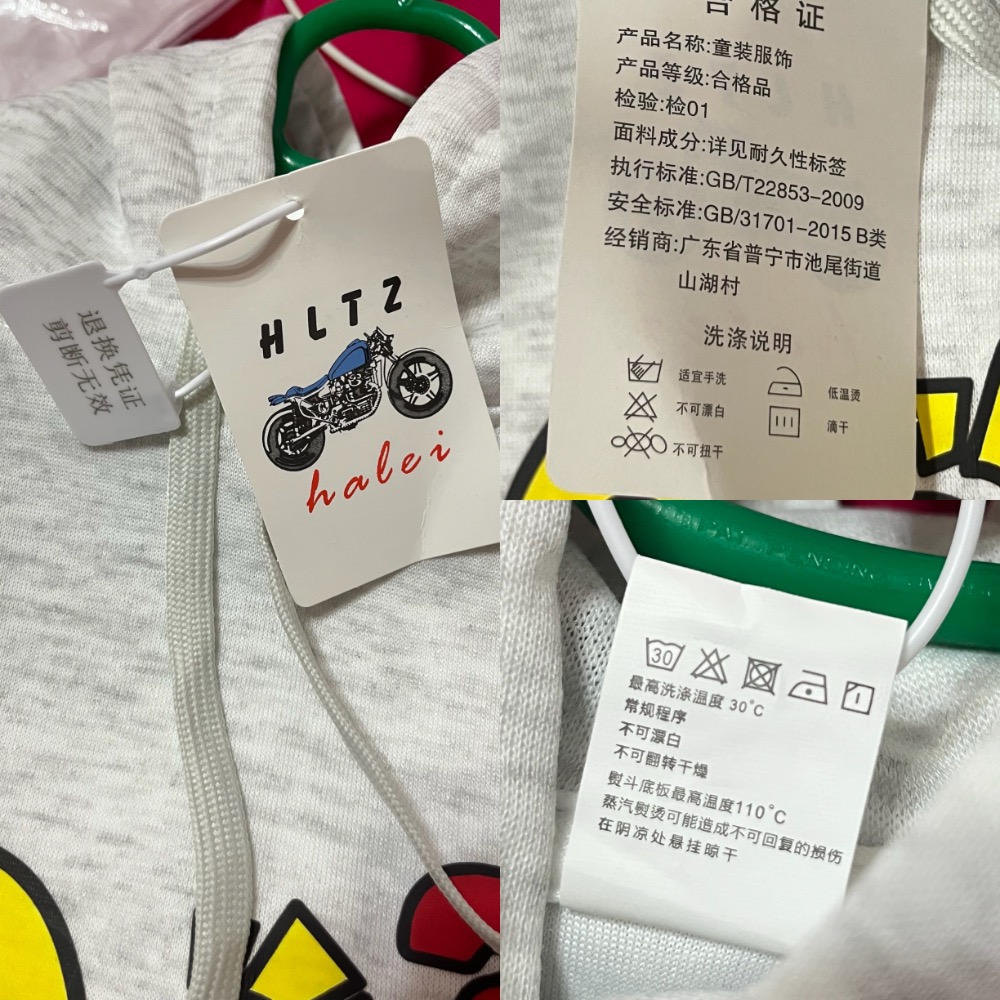 退换凭证
剪断无效
HLTZ
halei
合格证
产品名称:童装服饰
产品等级:合格品
检验:检01
面料成分:详见耐久性标签
执行标准:GB/T22853-2009
安全标准:GB/31701-2015 B类
经销商:广东省普宁市池尾街道
山湖村
洗涤说明
适宜手洗
低温烫
不可漂白
滴干
不可扭干
30
最高洗涤温度 30°C
常规程序
不可漂白
不可翻转干燥
熨斗底板最高温度110°C
蒸汽熨烫可能造成不可回复的损伤
在阴凉处悬挂晾干